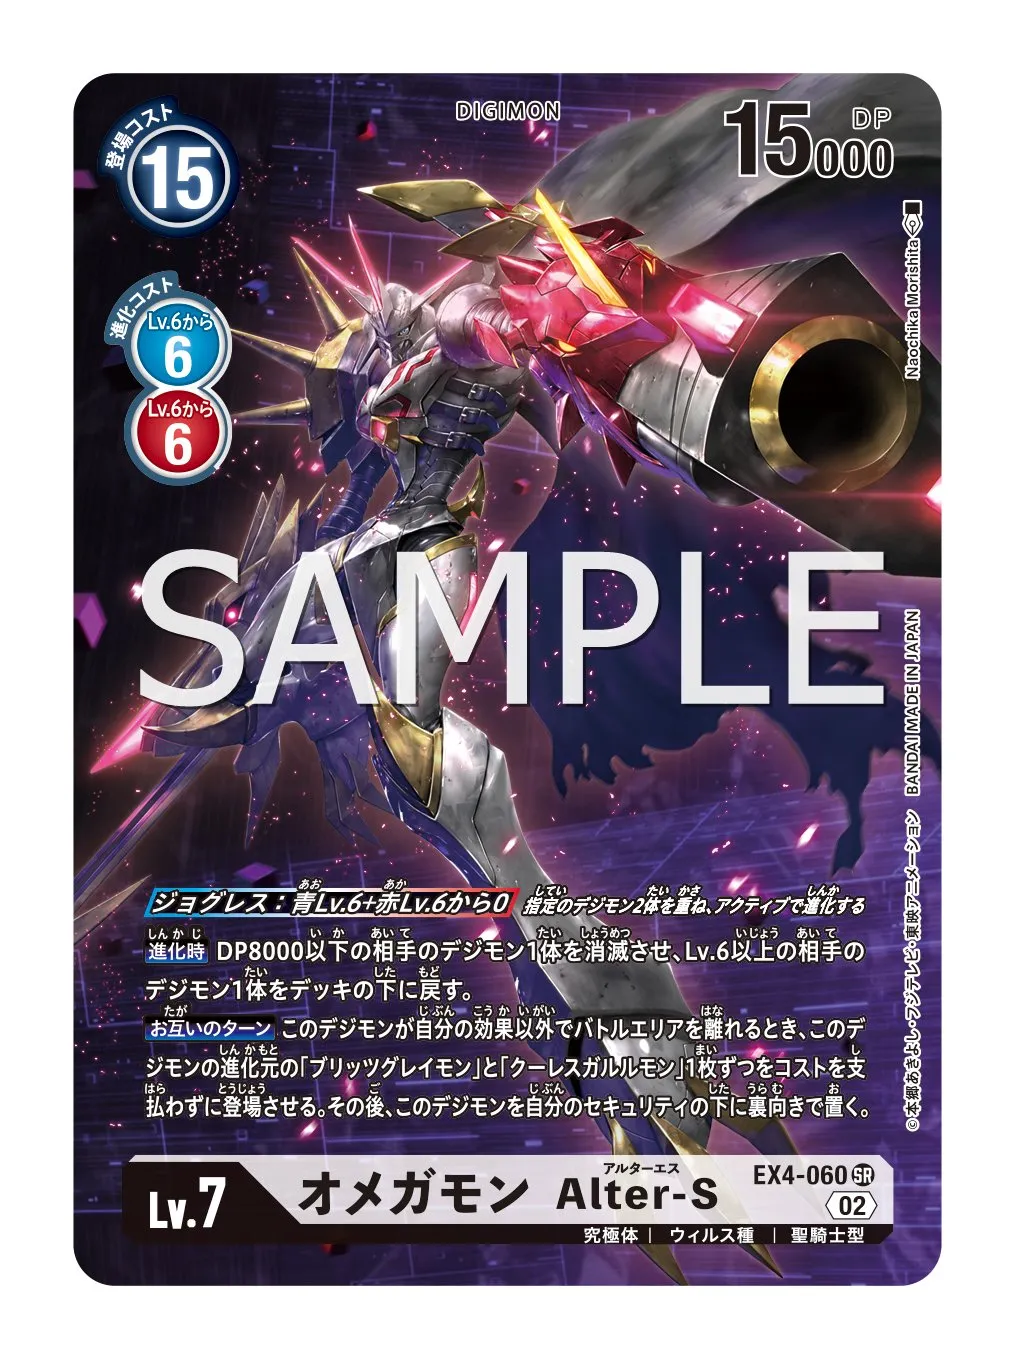 DIGIMON
登場コスト
15
DP
15000
進化コスト
Lv.6から
6
Lv.6から
6
Naochika Morishita
SAMPLE
ジョグレス：青Lv.6+赤Lv.6から0 指定のデジモン2体を重ね、アクティブで進化する
進化時 DP8000以下の相手のデジモン1体を消滅させ、Lv.6以上の相手の
デジモン1体をデッキの下に戻す。
お互いのターン このデジモンが自分の効果以外でバトルエリアを離れるとき、このデ
ジモンの進化元の「ブリッツグレイモン」と「クーレスガルルモン」1枚ずつをコストを支
払わずに登場させる。その後、このデジモンを自分のセキュリティの下に裏向きで置く。
©本郷あきよし・フジテレビ・東映アニメーション BANDAI MADE IN JAPAN
Lv.7
アルターエス
オメガモン Alter-S
EX4-060 SR
02
究極体 | ウィルス種 | 聖騎士型